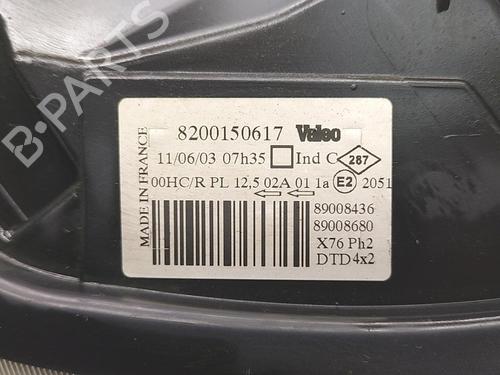 B-PARTS
MADE IN FRANCE
8200150617 Valeo
11/06/03 07h35 Ind C 287
00HC/R PL 12,5 02A 01 1a E2 2051
89008436
89008680
X76 Ph2
DTD 4x2